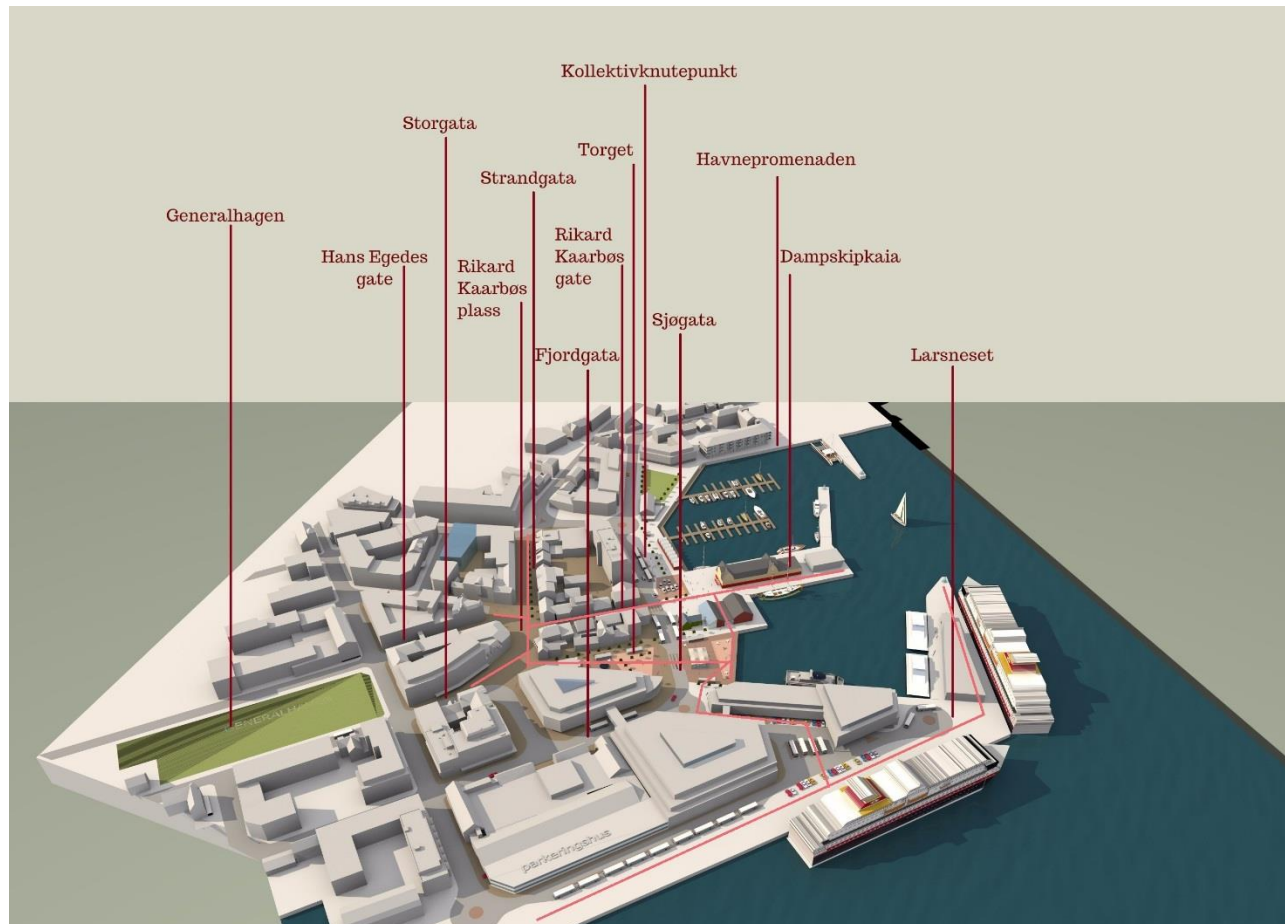 Kollektivknutepunkt
Storgata
Torget
Havnepromenaden
Strandgata
Generalhagen
Hans Egedes
gate
Rikard
Kaarbøs
plass
Rikard
Kaarbøs
gate
Dampskipkaia
Sjøgata
Fjordgata
Larsneset
GENERALHA
parkeringshus